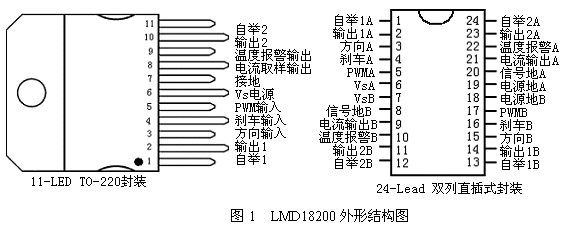 11 自举2
10 输出2
9 温度报警输出
8 电流取样输出
7 接地
6 Vs电源
5 PWM输入
4 刹车输入
3 方向输入
2 输出1
1 自举1
11-LED TO-220封装
自举1A 1 24 自举2A
输出1A 2 23 输出2A
方向A 3 22 温度报警A
刹车A 4 21 电流输出A
PWMA 5 20 信号地A
VsA 6 19 电源地A
VsB 7 18 电源地B
信号地B 8 17 PWMB
电流输出B 9 16 刹车B
温度报警B 10 15 方向B
输出2B 11 14 输出1B
自举2B 12 13 自举1B
24-Lead 双列直插式封装
图 1 LMD18200 外形结构图